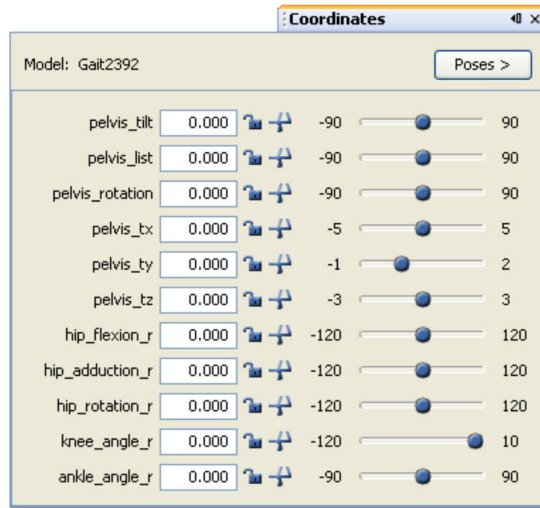 Coordinates
Model: Gait2392 Poses >
pelvis_tilt 0.000 -90 90
pelvis_list 0.000 -90 90
pelvis_rotation 0.000 -90 90
pelvis_tx 0.000 -5 5
pelvis_ty 0.000 -1 2
pelvis_tz 0.000 -3 3
hip_flexion_r 0.000 -120 120
hip_adduction_r 0.000 -120 120
hip_rotation_r 0.000 -120 120
knee_angle_r 0.000 -120 10
ankle_angle_r 0.000 -90 90